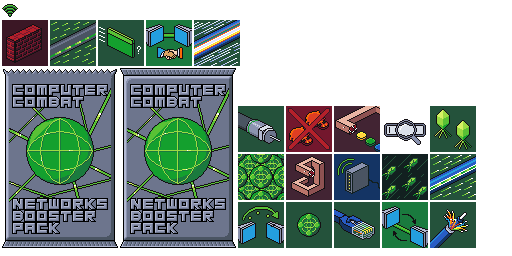 ?
COMPUTER
COMBAT
NETWORKS
BOOSTER
PACK
COMPUTER
COMBAT
NETWORKS
BOOSTER
PACK